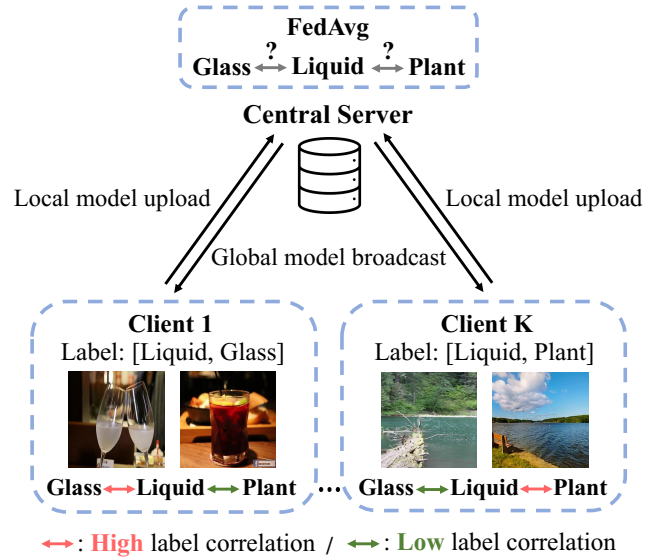 FedAvg
? ?
Glass Liquid Plant
Central Server
Local model upload Local model upload
Global model broadcast
Client 1
Label: [Liquid, Glass]
Glass Liquid Plant
...
Client K
Label: [Liquid, Plant]
Glass Liquid Plant
: High label correlation / : Low label correlation